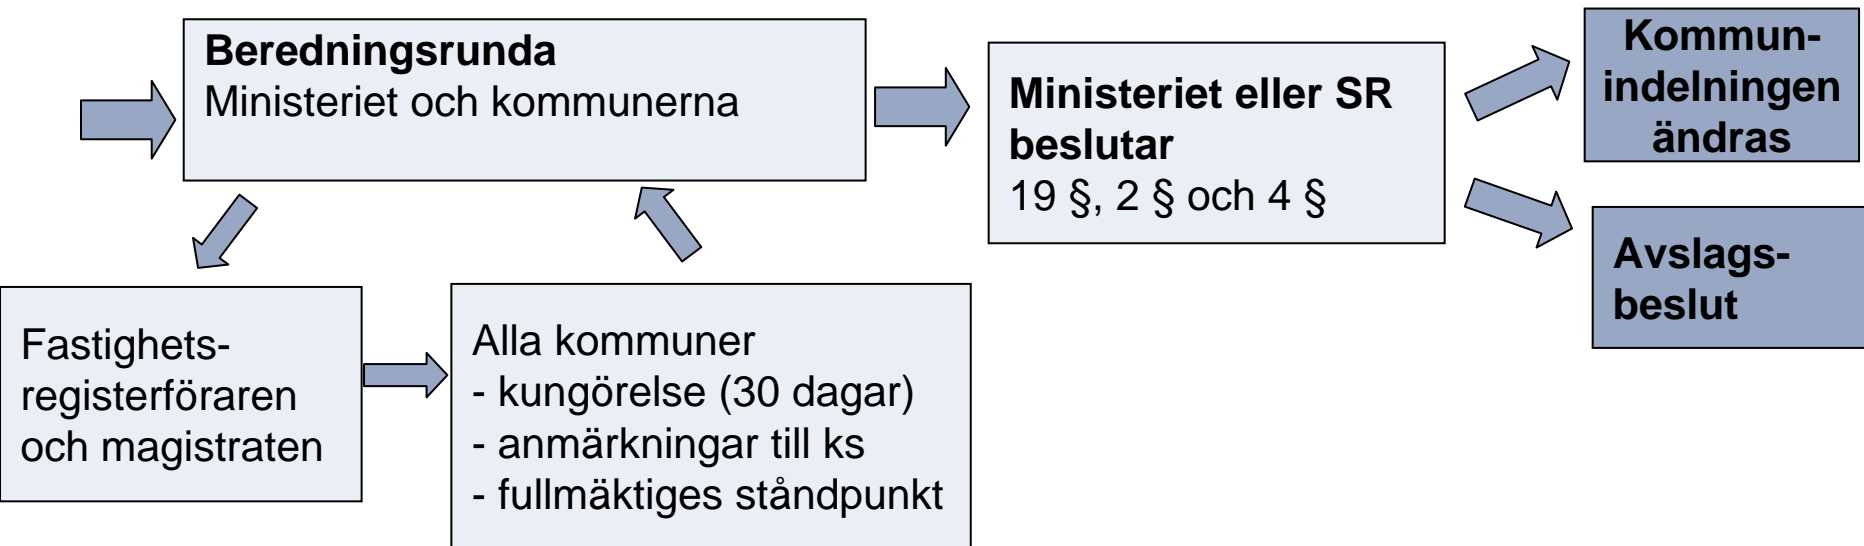 Beredningsrunda
Ministeriet och kommunerna
Ministeriet eller SR
beslutar
19 §, 2 § och 4 §
Kommun-
indelningen
ändras
Avslags-
beslut
Fastighets-
registerföraren
och magistraten
Alla kommuner
- kungörelse (30 dagar)
- anmärkningar till ks
- fullmäktiges ståndpunkt